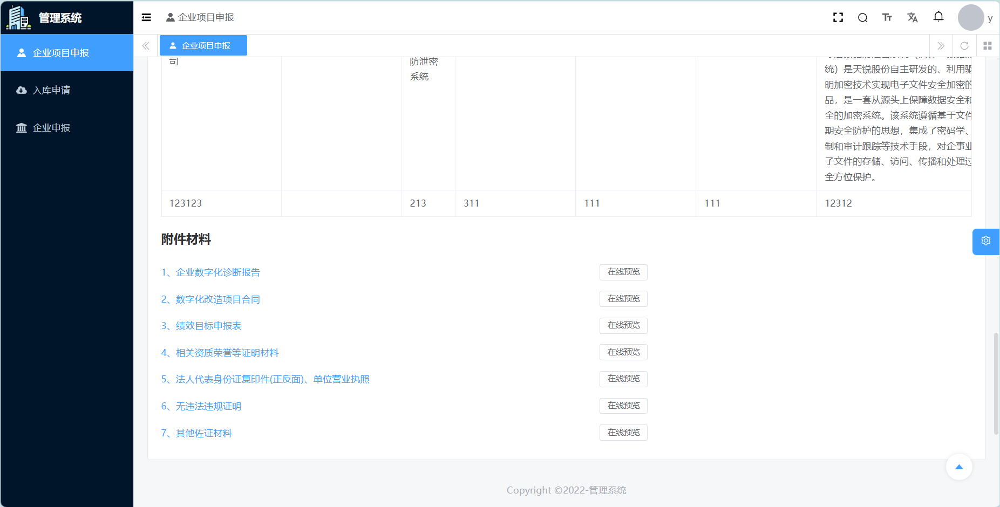 管理系统
企业项目申报
y
企业项目申报
入库申请
企业申报
企业项目申报
司
防泄密
系统
统）是天锐股份自主研发的、利用驱
明加密技术实现电子文件安全加密的
品，是一套从源头上保障数据安全和
全的加密系统。该系统遵循基于文件
期安全防护的思想，集成了密码学、
制和审计跟踪等技术手段，对企事业
子文件的存储、访问、传播和处理过
全方位保护。
123123 213 311 111 111 12312
附件材料
1、企业数字化诊断报告 在线预览
2、数字化改造项目合同 在线预览
3、绩效目标申报表 在线预览
4、相关资质荣誉等证明材料 在线预览
5、法人代表身份证复印件(正反面)、单位营业执照 在线预览
6、无违法违规证明 在线预览
7、其他佐证材料 在线预览
Copyright ©2022-管理系统